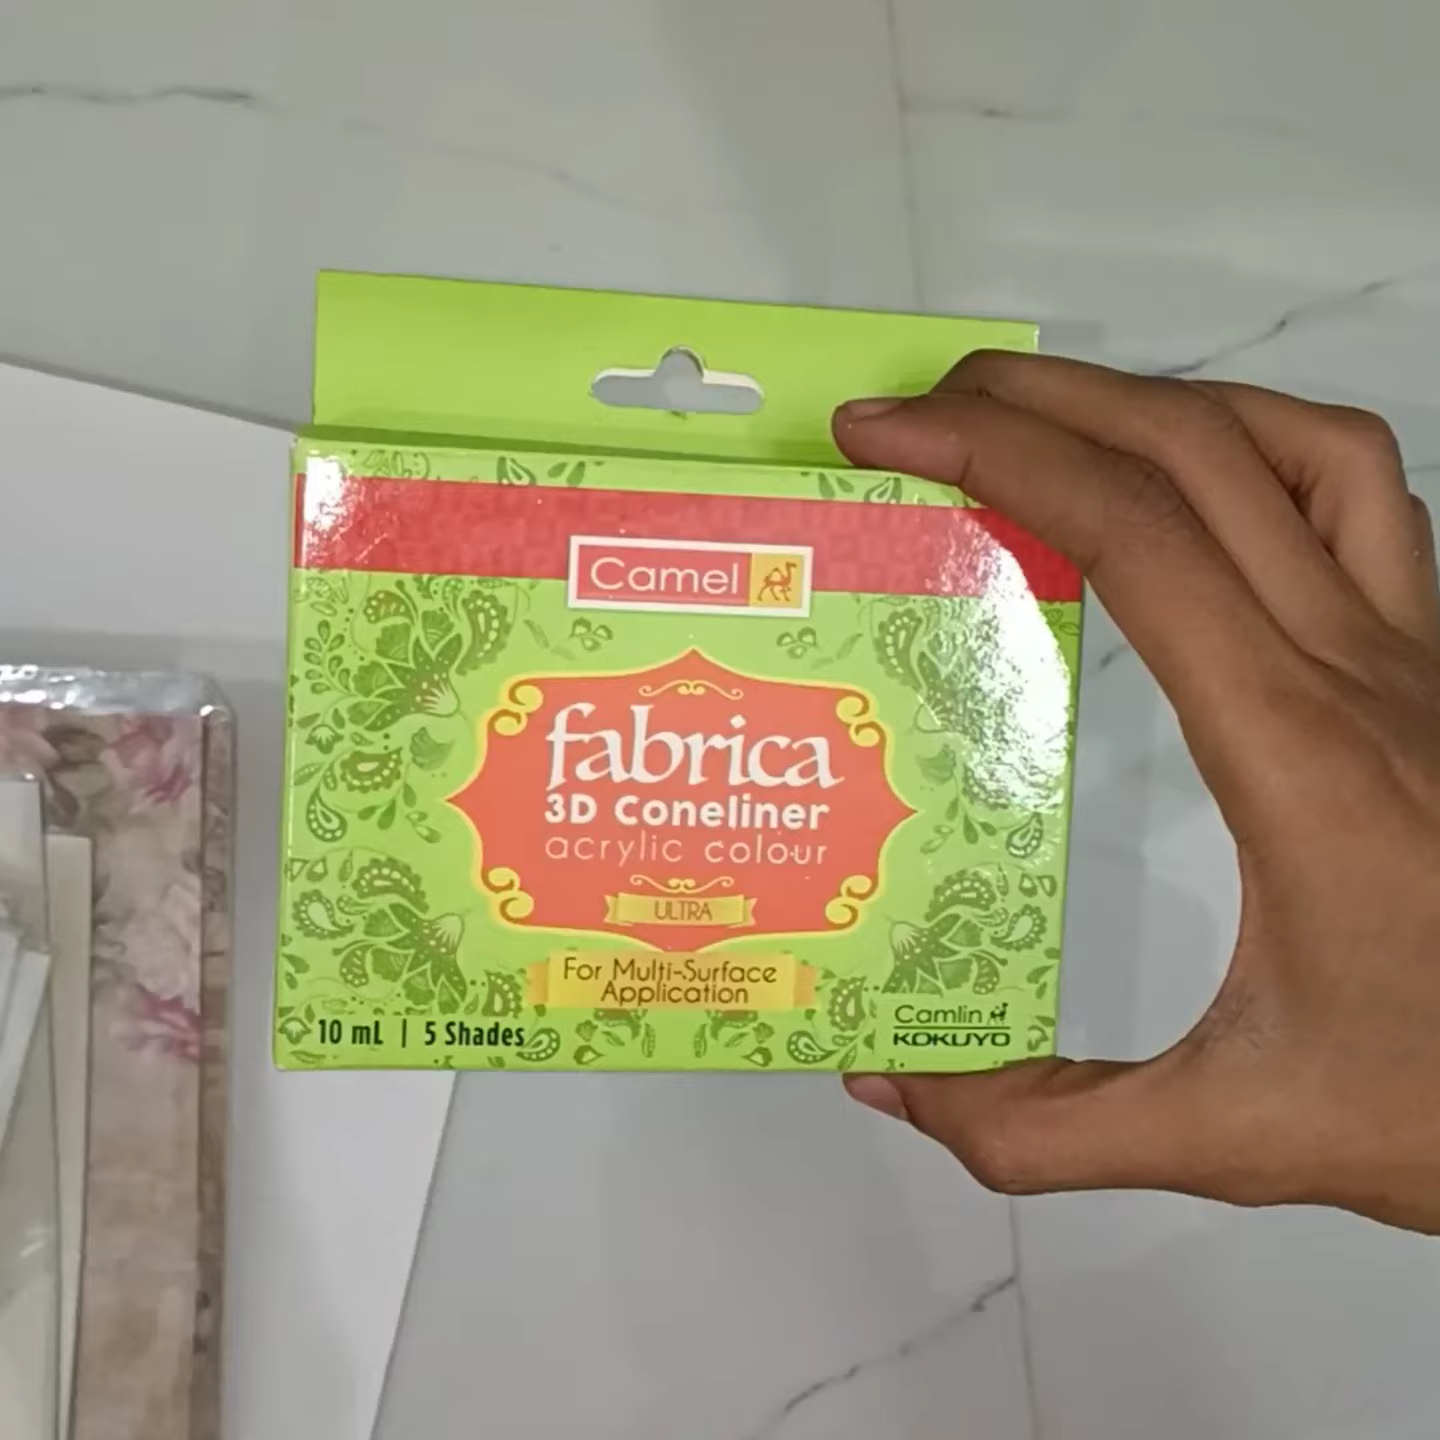 Camel
fabrica
3D Coneliner
acrylic colour
ULTRA
For Multi-Surface
Application
10 mL | 5 Shades
Camlin
KOKUYO